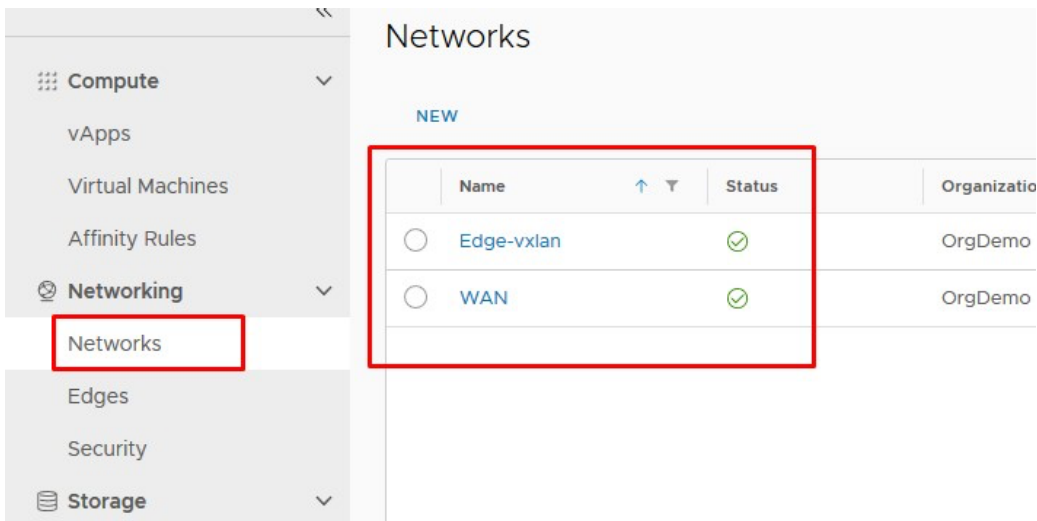 Networks
Compute
NEW
vApps
Virtual Machines
Name Status Organizatio
Affinity Rules
Edge-vxlan OrgDemo
Networking
WAN OrgDemo
Networks
Edges
Security
Storage